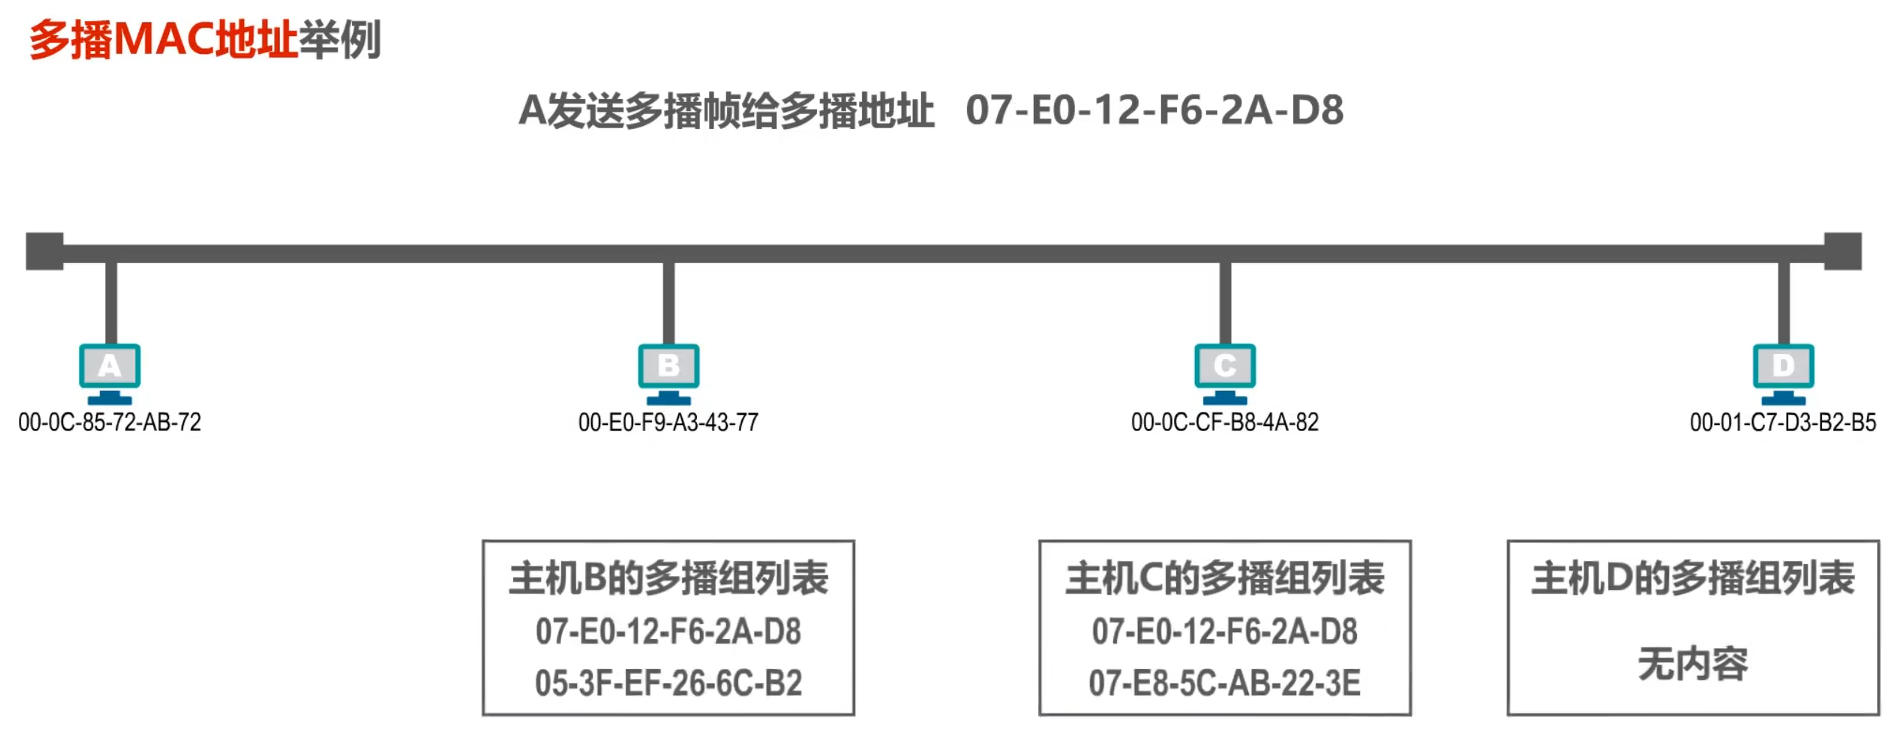 多播MAC地址举例
A发送多播帧给多播地址 07-E0-12-F6-2A-D8
A
B
C
D
00-0C-85-72-AB-72
00-E0-F9-A3-43-77
00-0C-CF-B8-4A-82
00-01-C7-D3-B2-B5
主机B的多播组列表
07-E0-12-F6-2A-D8
05-3F-EF-26-6C-B2
主机C的多播组列表
07-E0-12-F6-2A-D8
07-E8-5C-AB-22-3E
主机D的多播组列表
无内容